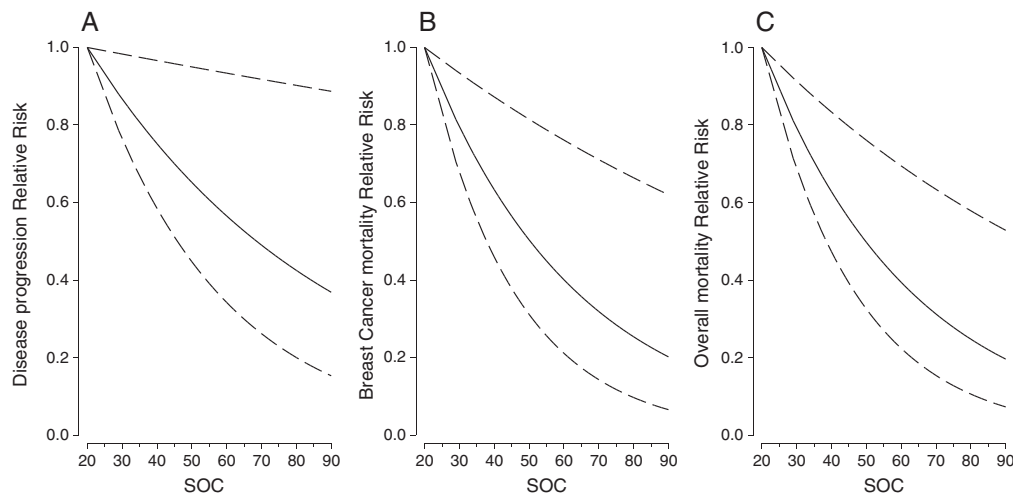 A
B
C
Disease progression Relative Risk
1.0
0.8
0.6
0.4
0.2
0.0
20 30 40 50 60 70 80 90
SOC
Breast Cancer mortality Relative Risk
1.0
0.8
0.6
0.4
0.2
0.0
20 30 40 50 60 70 80 90
SOC
Overall mortality Relative Risk
1.0
0.8
0.6
0.4
0.2
0.0
20 30 40 50 60 70 80 90
SOC